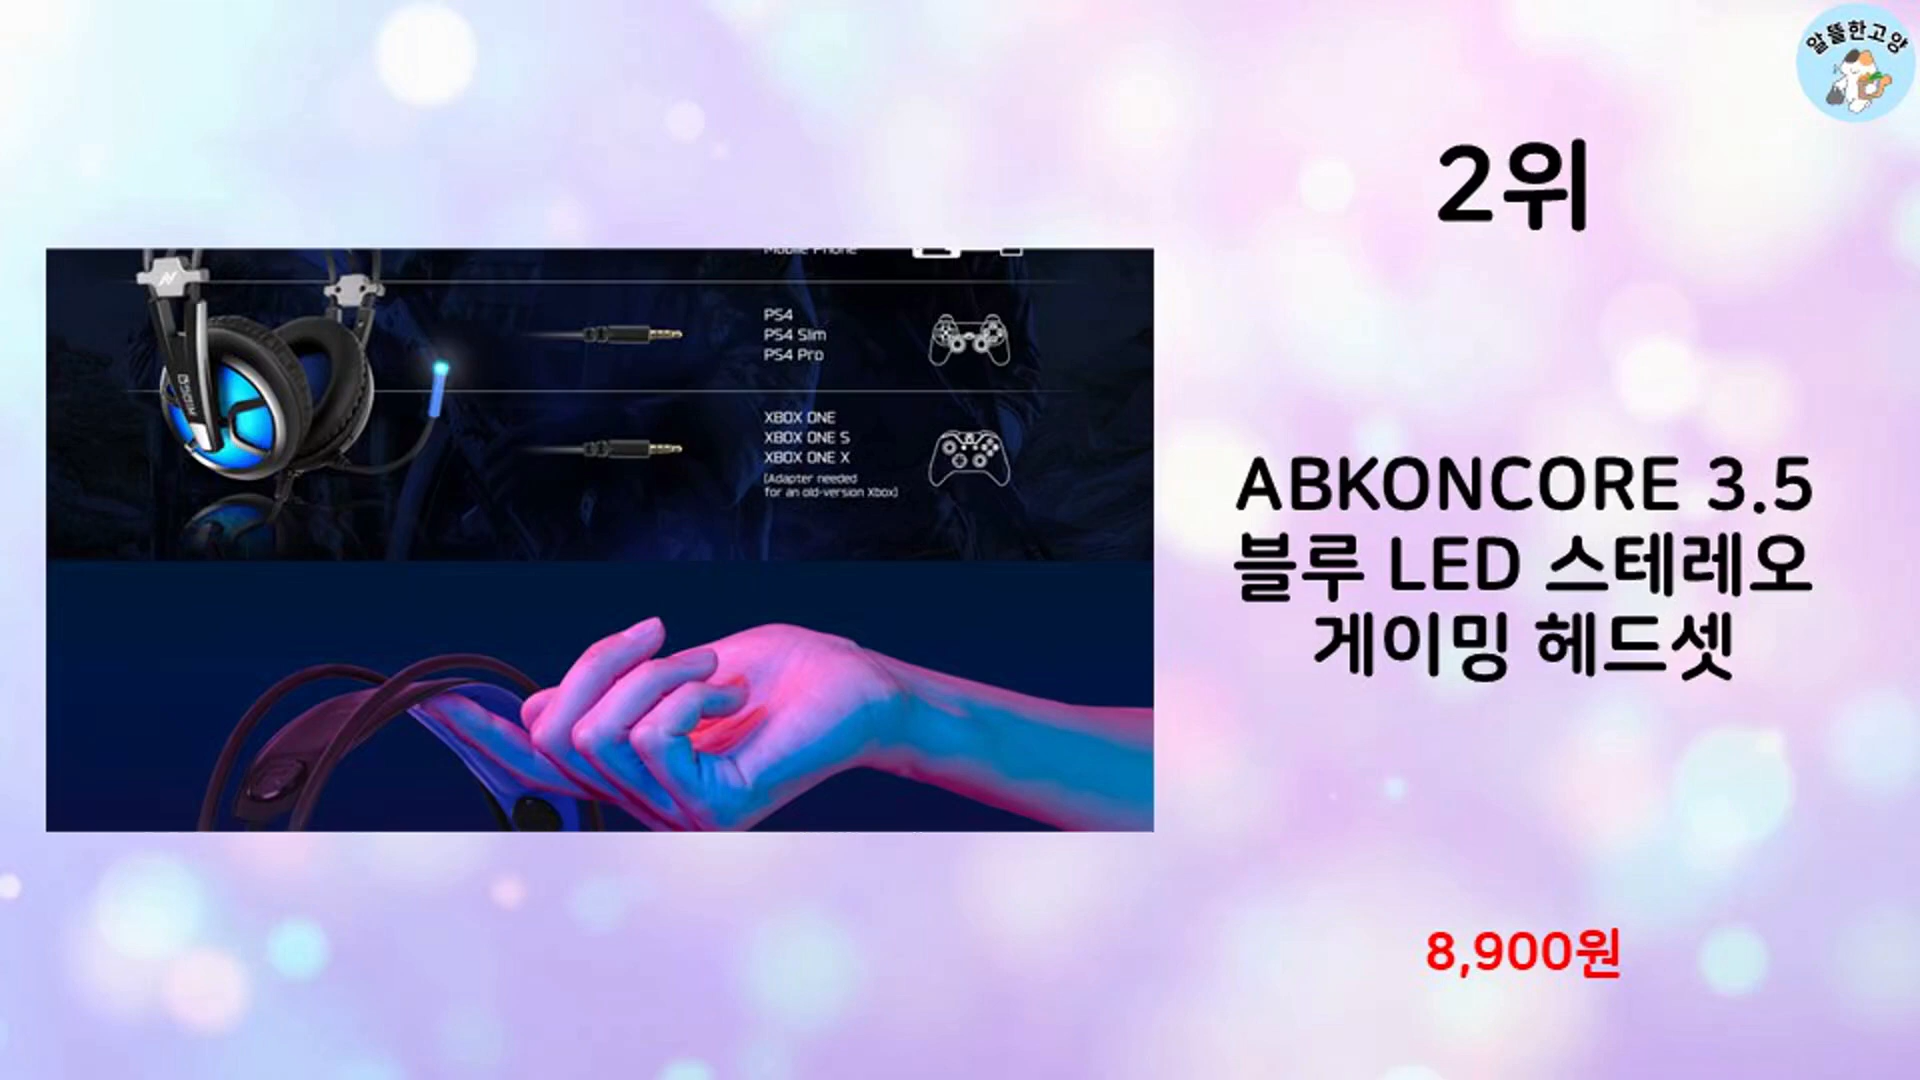 알뜰한고양
2위
Mobile Phone
PS4
PS4 Slim
PS4 Pro
XBOX ONE
XBOX ONE S
XBOX ONE X
(Adapter needed
for an old-version Xbox)
ABKONCORE 3.5
블루 LED 스테레오
게이밍 헤드셋
8,900원